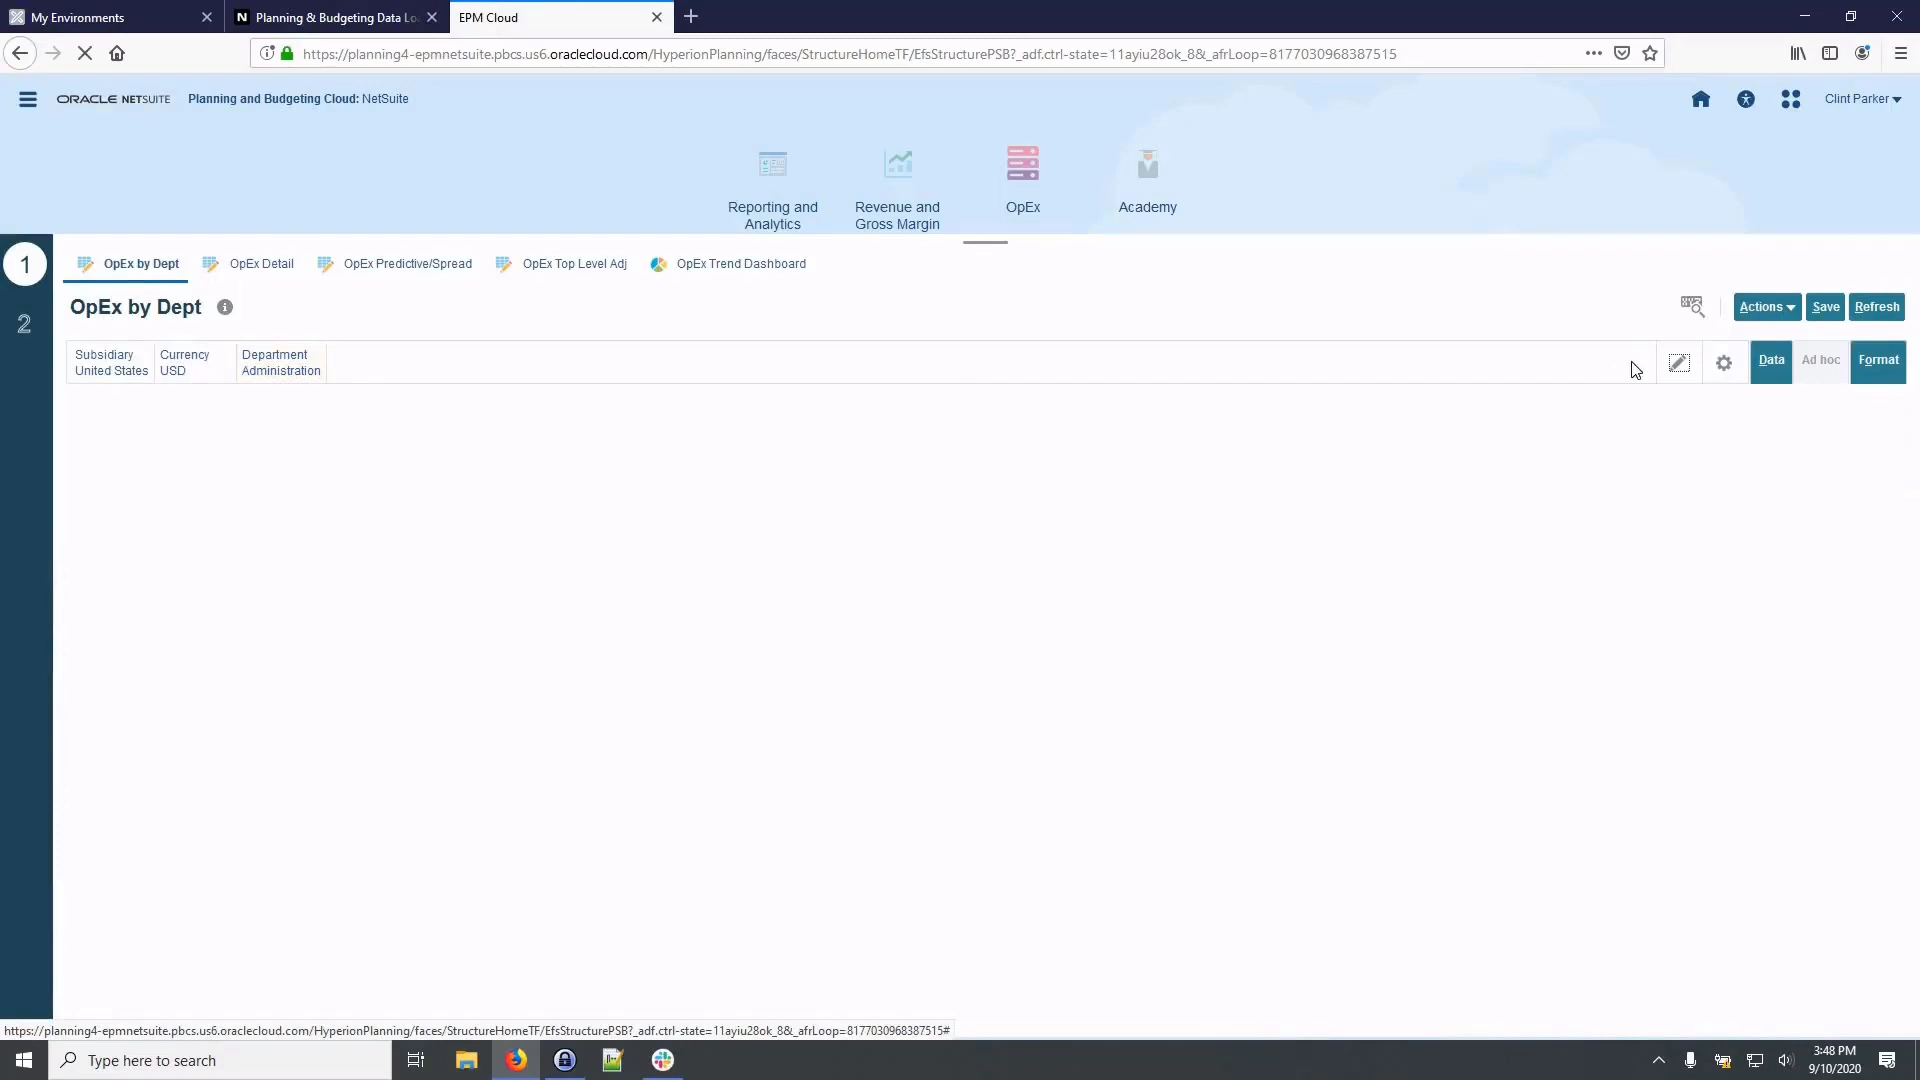 My Environments
N Planning & Budgeting Data Lo
EPM Cloud
https://planning4-epmnetsuite.pbcs.us6.oraclecloud.com/HyperionPlanning/faces/StructureHomeTF/EfsStructurePSB?_adf.ctrl-state=11ayiu28ok_8&_afrLoop=8177030968387515
ORACLE NETSUITE
Planning and Budgeting Cloud: NetSuite
Clint Parker
Reporting and
Analytics
Revenue and
Gross Margin
OpEx
Academy
1
2
OpEx by Dept
OpEx Detail
OpEx Predictive/Spread
OpEx Top Level Adj
OpEx Trend Dashboard
OpEx by Dept
Actions
Save
Refresh
Subsidiary
United States
Currency
USD
Department
Administration
Data
Ad hoc
Format
https://planning4-epmnetsuite.pbcs.us6.oraclecloud.com/HyperionPlanning/faces/StructureHomeTF/EfsStructurePSB?_adf.ctrl-state=11ayiu28ok_8&_afrLoop=8177030968387515#
Type here to search
3:48 PM
9/10/2020